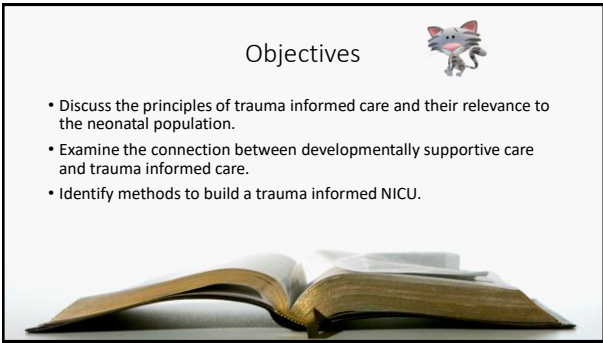 Objectives
• Discuss the principles of trauma informed care and their relevance to
the neonatal population.
• Examine the connection between developmentally supportive care
and trauma informed care.
• Identify methods to build a trauma informed NICU.